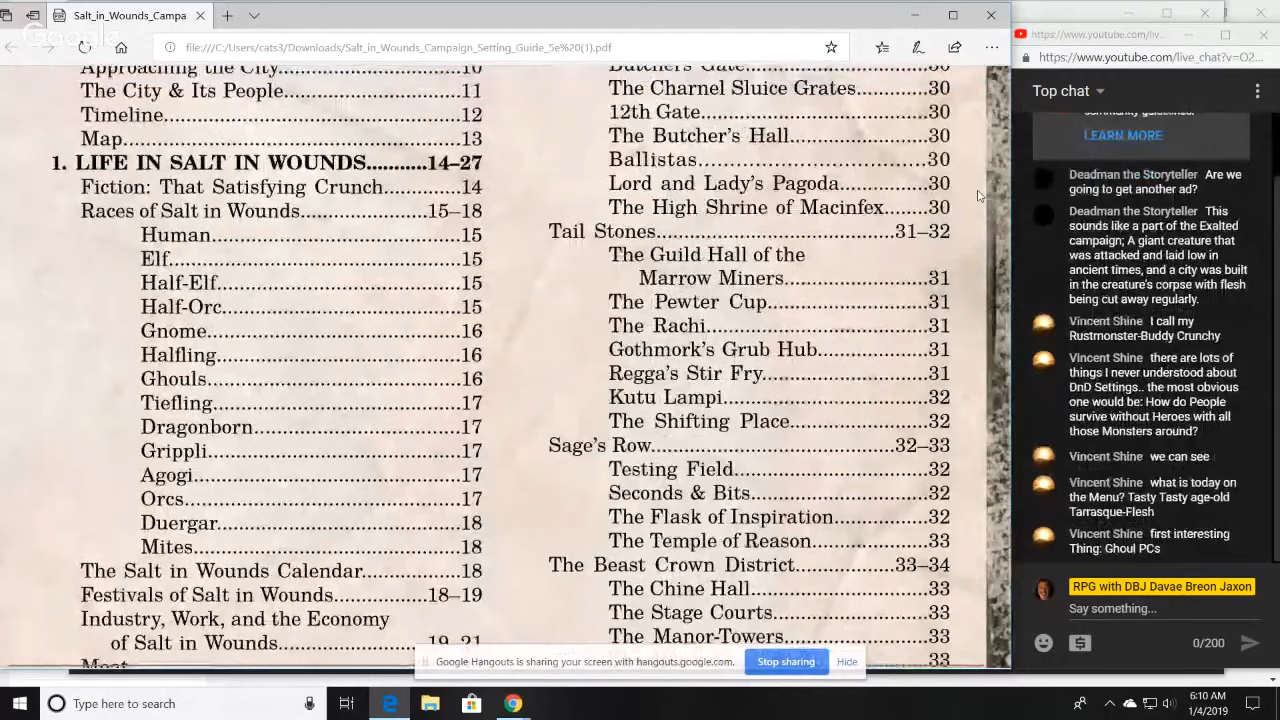 Salt_in_Wounds_Campa
Google
file:///C:/Users/cats3/Downloads/Salt_in_Wounds_Campaign_Setting_Guide_5e%20(1).pdf
Approaching the City..........10
The City & Its People..........11
Timeline..........12
Map..........13
1. LIFE IN SALT IN WOUNDS..........14–27
Fiction: That Satisfying Crunch..........14
Races of Salt in Wounds..........15–18
Human..........15
Elf..........15
Half-Elf..........15
Half-Orc..........15
Gnome..........16
Halfling..........16
Ghouls..........16
Tiefling..........17
Dragonborn..........17
Grippli..........17
Agogi..........17
Orcs..........17
Duergar..........18
Mites..........18
The Salt in Wounds Calendar..........18
Festivals of Salt in Wounds..........18–19
Industry, Work, and the Economy
of Salt in Wounds..........19–21
Meat
Butchers Gate..........30
The Charnel Sluice Grates..........30
12th Gate..........30
The Butcher's Hall..........30
Ballistas..........30
Lord and Lady's Pagoda..........30
The High Shrine of Macinfex..........30
Tail Stones..........31–32
The Guild Hall of the
Marrow Miners..........31
The Pewter Cup..........31
The Rachi..........31
Gothmork's Grub Hub..........31
Regga's Stir Fry..........31
Kutu Lampi..........32
The Shifting Place..........32
Sage's Row..........32–33
Testing Field..........32
Seconds & Bits..........32
The Flask of Inspiration..........32
The Temple of Reason..........33
The Beast Crown District..........33–34
The Chine Hall..........33
The Stage Courts..........33
The Manor-Towers..........33
33
Google Hangouts is sharing your screen with hangouts.google.com. Stop sharing Hide
https://www.youtube.com/liv...
https://www.youtube.com/live_chat?v=O2...
Top chat
LEARN MORE
Deadman the Storyteller Are we
going to get another ad?
Deadman the Storyteller This
sounds like a part of the Exalted
campaign; A giant creature that
was attacked and laid low in
ancient times, and a city was built
in the creature's corpse with flesh
being cut away regularly.
Vincent Shine I call my
Rustmonster-Buddy Crunchy
Vincent Shine there are lots of
things I never understood about
DnD Settings.. the most obvious
one would be: How do People
survive without Heroes with all
those Monsters around?
Vincent Shine we can see
Vincent Shine what is today on
the Menu? Tasty Tasty age-old
Tarrasque-Flesh
Vincent Shine first interesting
Thing: Ghoul PCs
RPG with DBJ Davae Breon Jaxon
Say something...
0/200
Type here to search
6:10 AM
1/4/2019